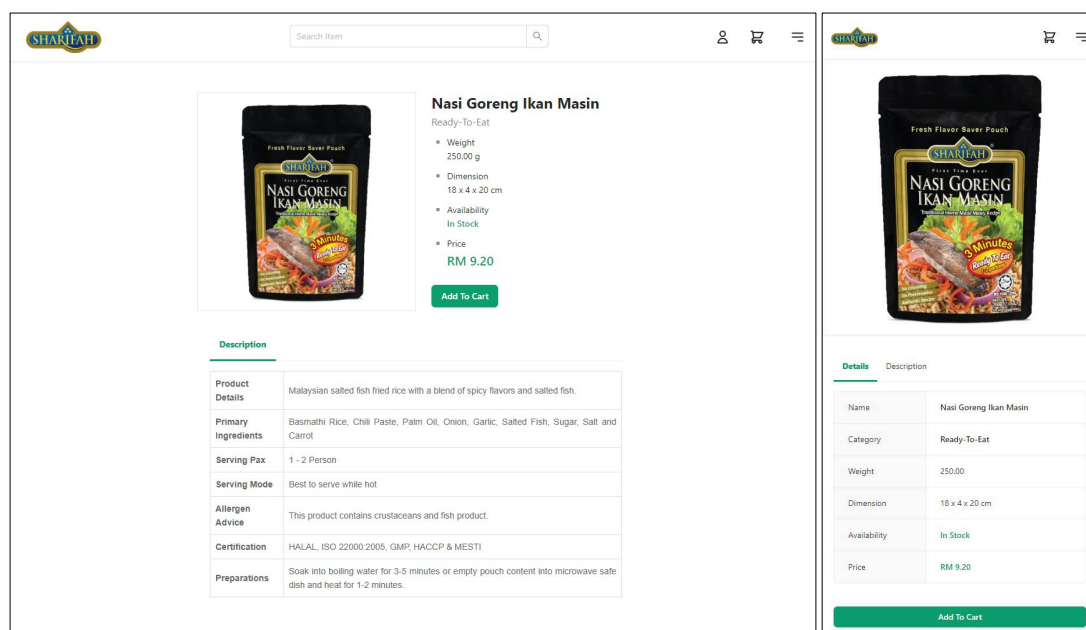 SHARIFAH
Search Item
Fresh Flavor Saver Pouch
SHARIFAH
First Time Ever
NASI GORENG
IKAN MASIN
Traditional Home Made Malay Recipe
3 Minutes
Ready To Eat
Nasi Goreng Ikan Masin
Ready-To-Eat
Weight
250.00 g
Dimension
18 x 4 x 20 cm
Availability
In Stock
Price
RM 9.20
Add To Cart
Description
Product Details
Malaysian salted fish fried rice with a blend of spicy flavors and salted fish.
Primary Ingredients
Basmathi Rice, Chili Paste, Palm Oil, Onion, Garlic, Salted Fish, Sugar, Salt and
Carrot
Serving Pax
1 - 2 Person
Serving Mode
Best to serve while hot
Allergen Advice
This product contains crustaceans and fish product.
Certification
HALAL, ISO 22000:2005, GMP, HACCP & MESTI
Preparations
Soak into boiling water for 3-5 minutes or empty pouch content into microwave safe
dish and heat for 1-2 minutes.
SHARIFAH
Fresh Flavor Saver Pouch
SHARIFAH
First Time Ever
NASI GORENG
IKAN MASIN
Traditional Home Made Malay Recipe
3 Minutes
Ready To Eat
Details
Description
Name
Nasi Goreng Ikan Masin
Category
Ready-To-Eat
Weight
250.00
Dimension
18 x 4 x 20 cm
Availability
In Stock
Price
RM 9.20
Add To Cart